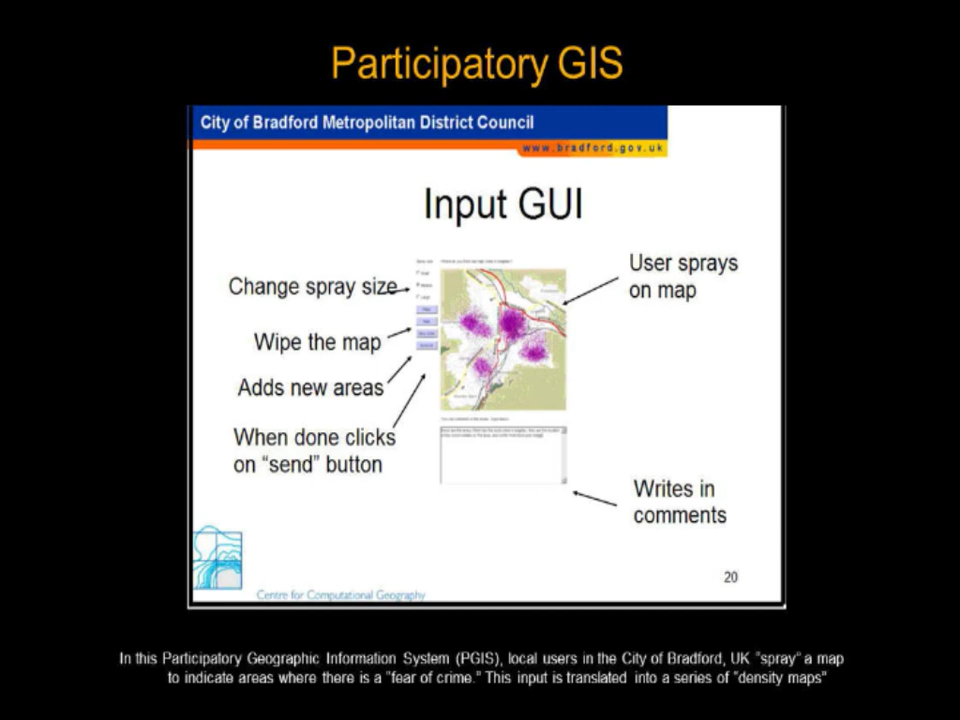 Participatory GIS
City of Bradford Metropolitan District Council
www.bradford.gov.uk
Input GUI
Change spray size
Wipe the map
Adds new areas
When done clicks
on “send” button
User sprays
on map
Writes in
comments
20
Centre for Computational Geography
In this Participatory Geographic Information System (PGIS), local users in the City of Bradford, UK “spray” a map
to indicate areas where there is a “fear of crime.” This input is translated into a series of “density maps”